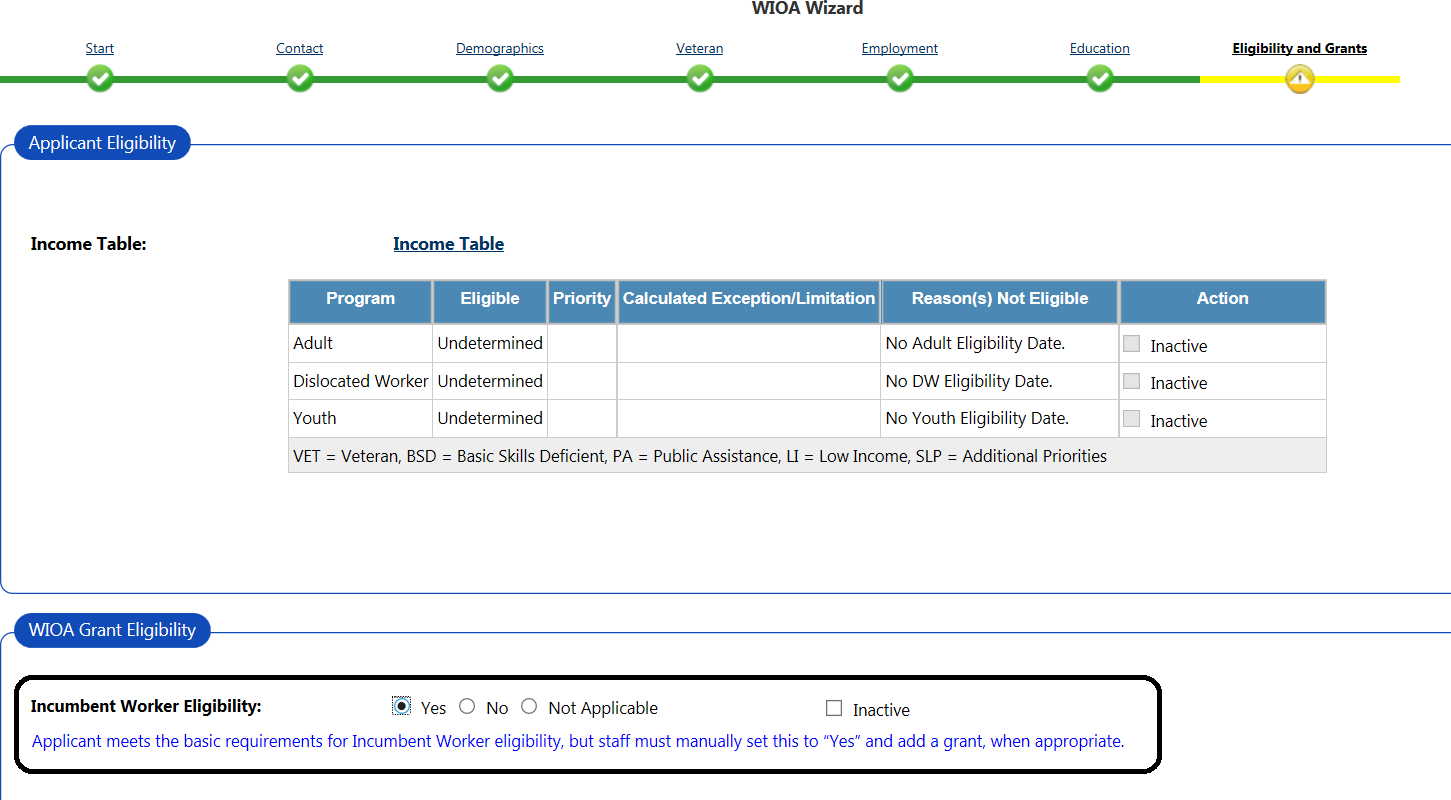 WIOA Wizard
Start Contact Demographics Veteran Employment Education Eligibility and Grants
Applicant Eligibility
Income Table: Income Table
Program Eligible Priority Calculated Exception/Limitation Reason(s) Not Eligible Action
Adult Undetermined No Adult Eligibility Date. Inactive
Dislocated Worker Undetermined No DW Eligibility Date. Inactive
Youth Undetermined No Youth Eligibility Date. Inactive
VET = Veteran, BSD = Basic Skills Deficient, PA = Public Assistance, LI = Low Income, SLP = Additional Priorities
WIOA Grant Eligibility
Incumbent Worker Eligibility: Yes No Not Applicable Inactive
Applicant meets the basic requirements for Incumbent Worker eligibility, but staff must manually set this to “Yes” and add a grant, when appropriate.